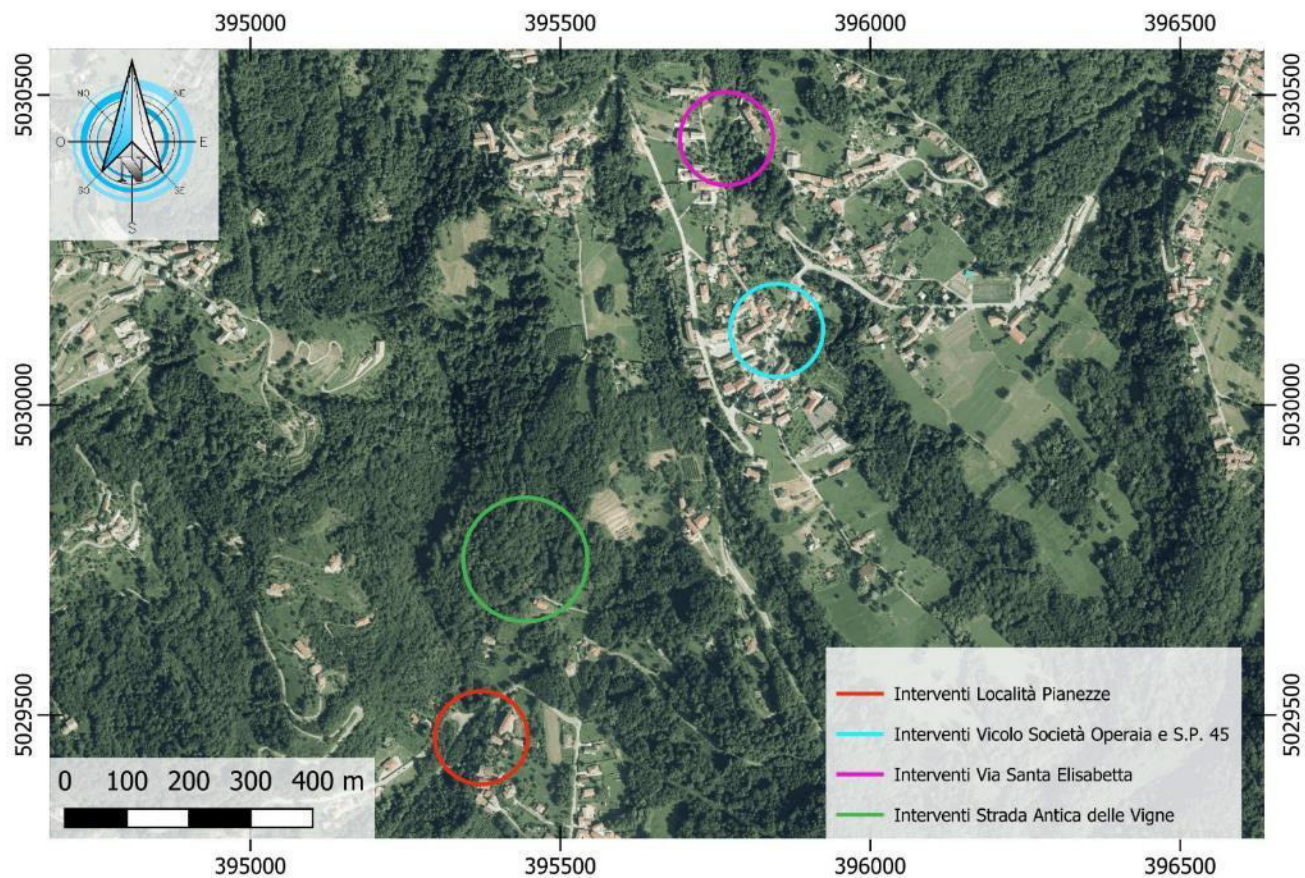 395000 395500 396000 396500
5030500 5030500
NO NE
O E
N
SO SE
S
5030000 5030000
5029500 5029500
Interventi Località Pianezze
Interventi Vicolo Società Operaia e S.P. 45
Interventi Via Santa Elisabetta
Interventi Strada Antica delle Vigne
0 100 200 300 400 m
395000 395500 396000 396500